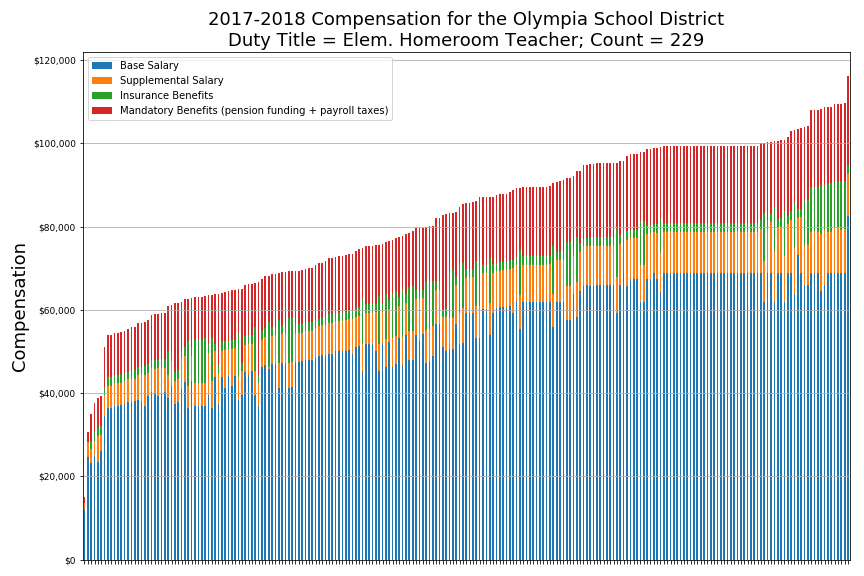 2017-2018 Compensation for the Olympia School District
Duty Title = Elem. Homeroom Teacher; Count = 229
$120,000
Base Salary
Supplemental Salary
Insurance Benefits
Mandatory Benefits (pension funding + payroll taxes)
$100,000
$80,000
$60,000
$40,000
$20,000
$0
Compensation